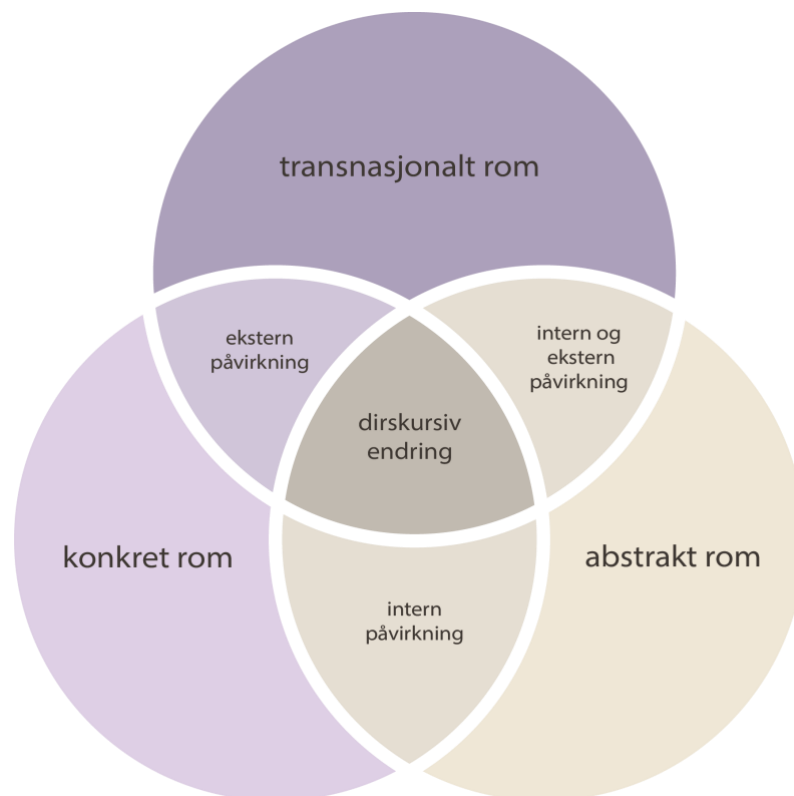 transnasjonalt rom
ekstern
påvirkning
intern og
ekstern
påvirkning
dirskursiv
endring
konkret rom
abstrakt rom
intern
påvirkning